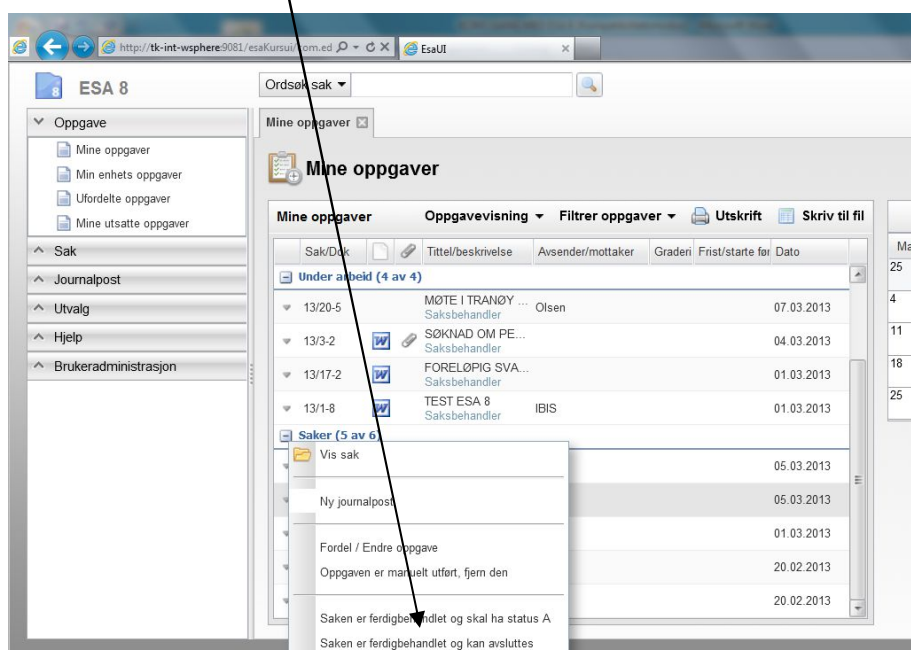 http://tk-int-wsphere:9081/esaKursui/com.ed
EsaUI
ESA 8
Ordsøk sak
Oppgave
Mine oppgaver
Min enhets oppgaver
Ufordelte oppgaver
Mine utsatte oppgaver
Sak
Journalpost
Utvalg
Hjelp
Brukeradministrasjon
Mine oppgaver
Mine oppgaver
Mine oppgaver Oppgavevisning Filtrer oppgaver Utskrift Skriv til fil
Sak/Dok Tittel/beskrivelse Avsender/mottaker Graderi Frist/starte før Dato
Under arbeid (4 av 4)
13/20-5 MØTE I TRANØY ... Olsen 07.03.2013
Saksbehandler
13/3-2 SØKNAD OM PE... 04.03.2013
Saksbehandler
13/17-2 FORELØPIG SVA... 01.03.2013
Saksbehandler
13/1-8 TEST ESA 8 IBIS 01.03.2013
Saksbehandler
Saker (5 av 6)
05.03.2013
05.03.2013
01.03.2013
20.02.2013
20.02.2013
Vis sak
Ny journalpost
Fordel / Endre oppgave
Oppgaven er manuelt utført, fjern den
Saken er ferdigbehandlet og skal ha status A
Saken er ferdigbehandlet og kan avsluttes
Ma
25
4
11
18
25